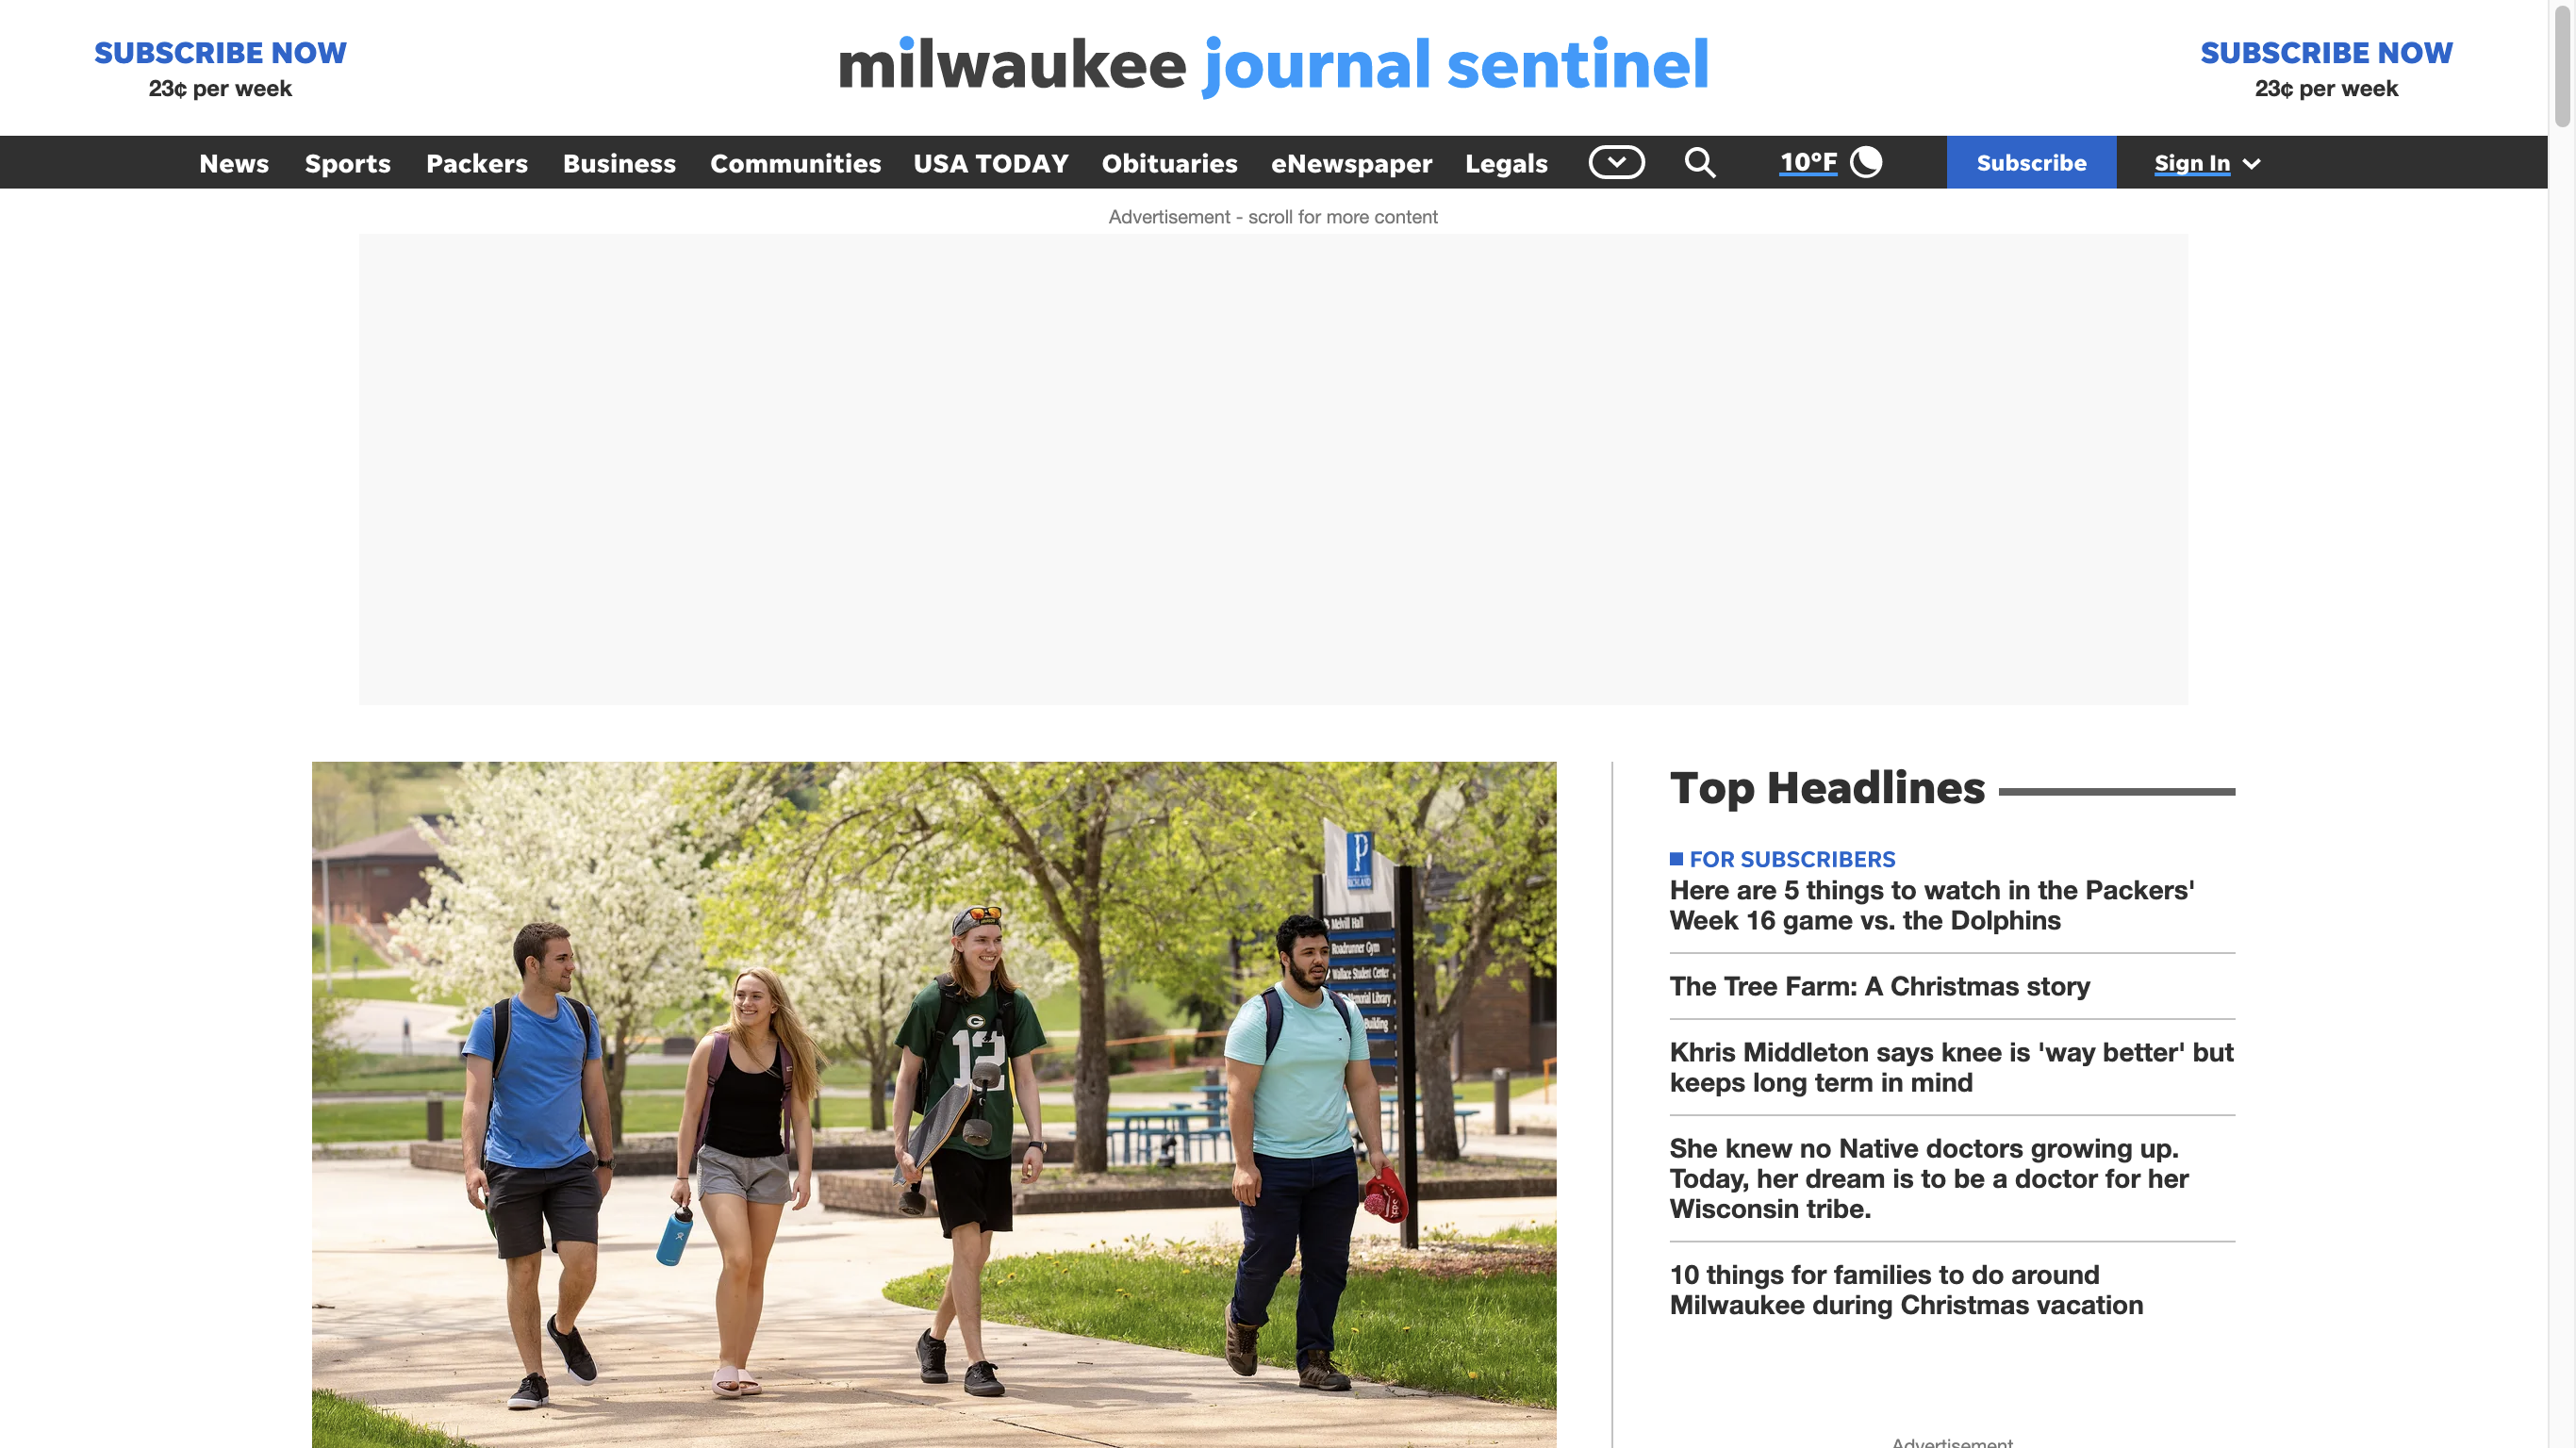 SUBSCRIBE NOW
23¢ per week
milwaukee journal sentinel
SUBSCRIBE NOW
23¢ per week
News Sports Packers Business Communities USA TODAY Obituaries eNewspaper Legals 10°F Subscribe Sign In
Advertisement - scroll for more content
P
RICHLAND
Melvill Hall
Roadrunner Gym
Wallace Student Center
Memorial Library
Building
G
12
Top Headlines
FOR SUBSCRIBERS
Here are 5 things to watch in the Packers'
Week 16 game vs. the Dolphins
The Tree Farm: A Christmas story
Khris Middleton says knee is 'way better' but
keeps long term in mind
She knew no Native doctors growing up.
Today, her dream is to be a doctor for her
Wisconsin tribe.
10 things for families to do around
Milwaukee during Christmas vacation
Advertisement